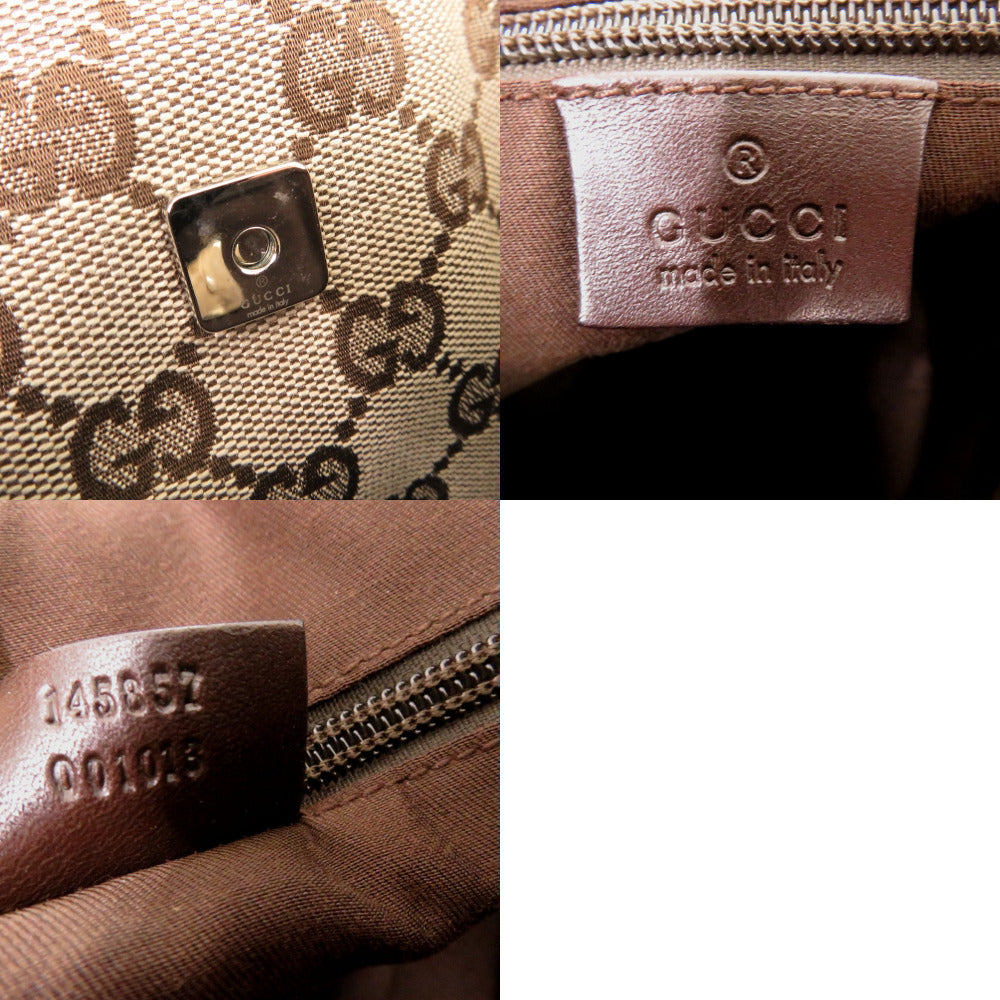 ®
GUCCI
made in italy
®
GUCCI
made in italy
145857
001013